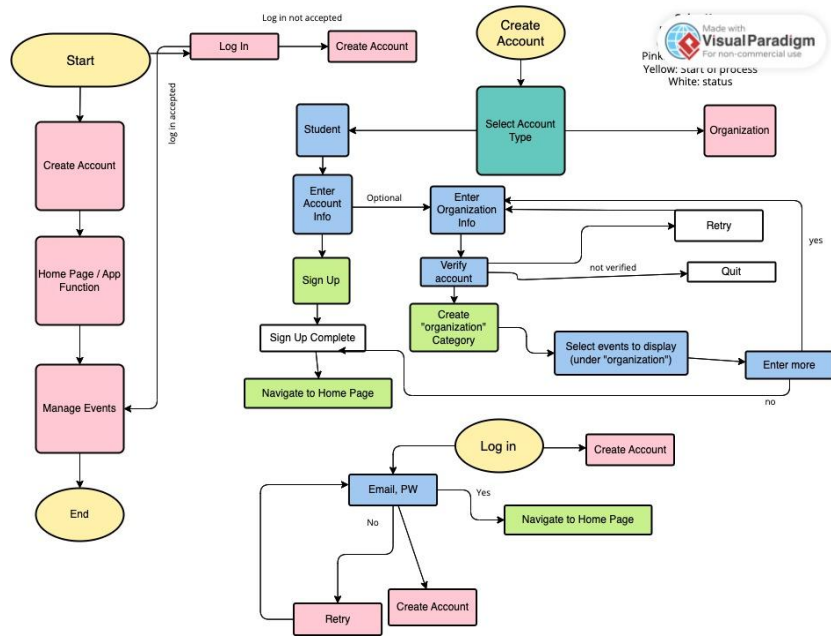 Log in not accepted
Log In
Create Account
Start
log in accepted
Create Account
Home Page / App
Function
Manage Events
End
Create
Account
Made with
Visual Paradigm
For non-commercial use
Pink
Yellow: Start of process
White: status
Student
Select Account
Type
Organization
Enter
Account
Info
Optional
Enter
Organization
Info
Retry
yes
Verify
account
not verified
Quit
Sign Up
Create
"organization"
Category
Sign Up Complete
Select events to display
(under "organization")
Enter more
no
Navigate to Home Page
Log in
Create Account
Email, PW
Yes
Navigate to Home Page
No
Retry
Create Account